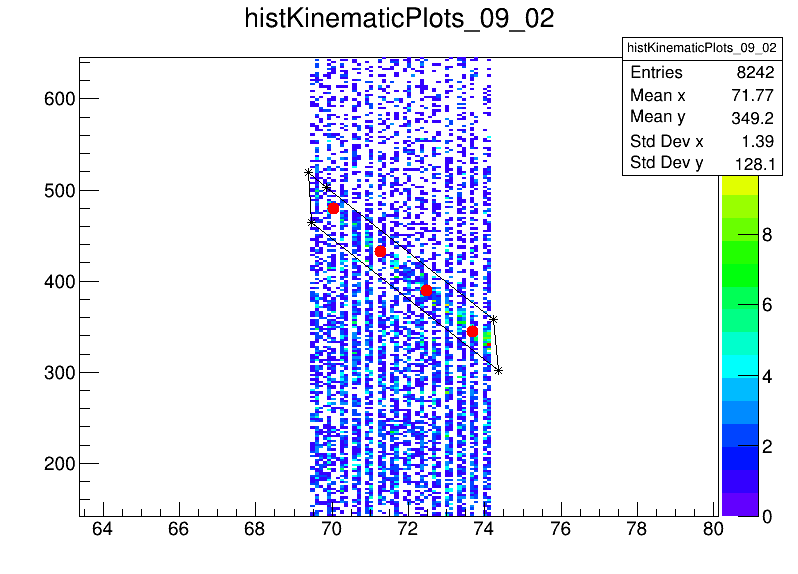 histKinematicPlots_09_02
histKinematicPlots_09_02
Entries 8242
Mean x 71.77
Mean y 349.2
Std Dev x 1.39
Std Dev y 128.1
600
500
400
300
200
8
6
4
2
0
64 66 68 70 72 74 76 78 80